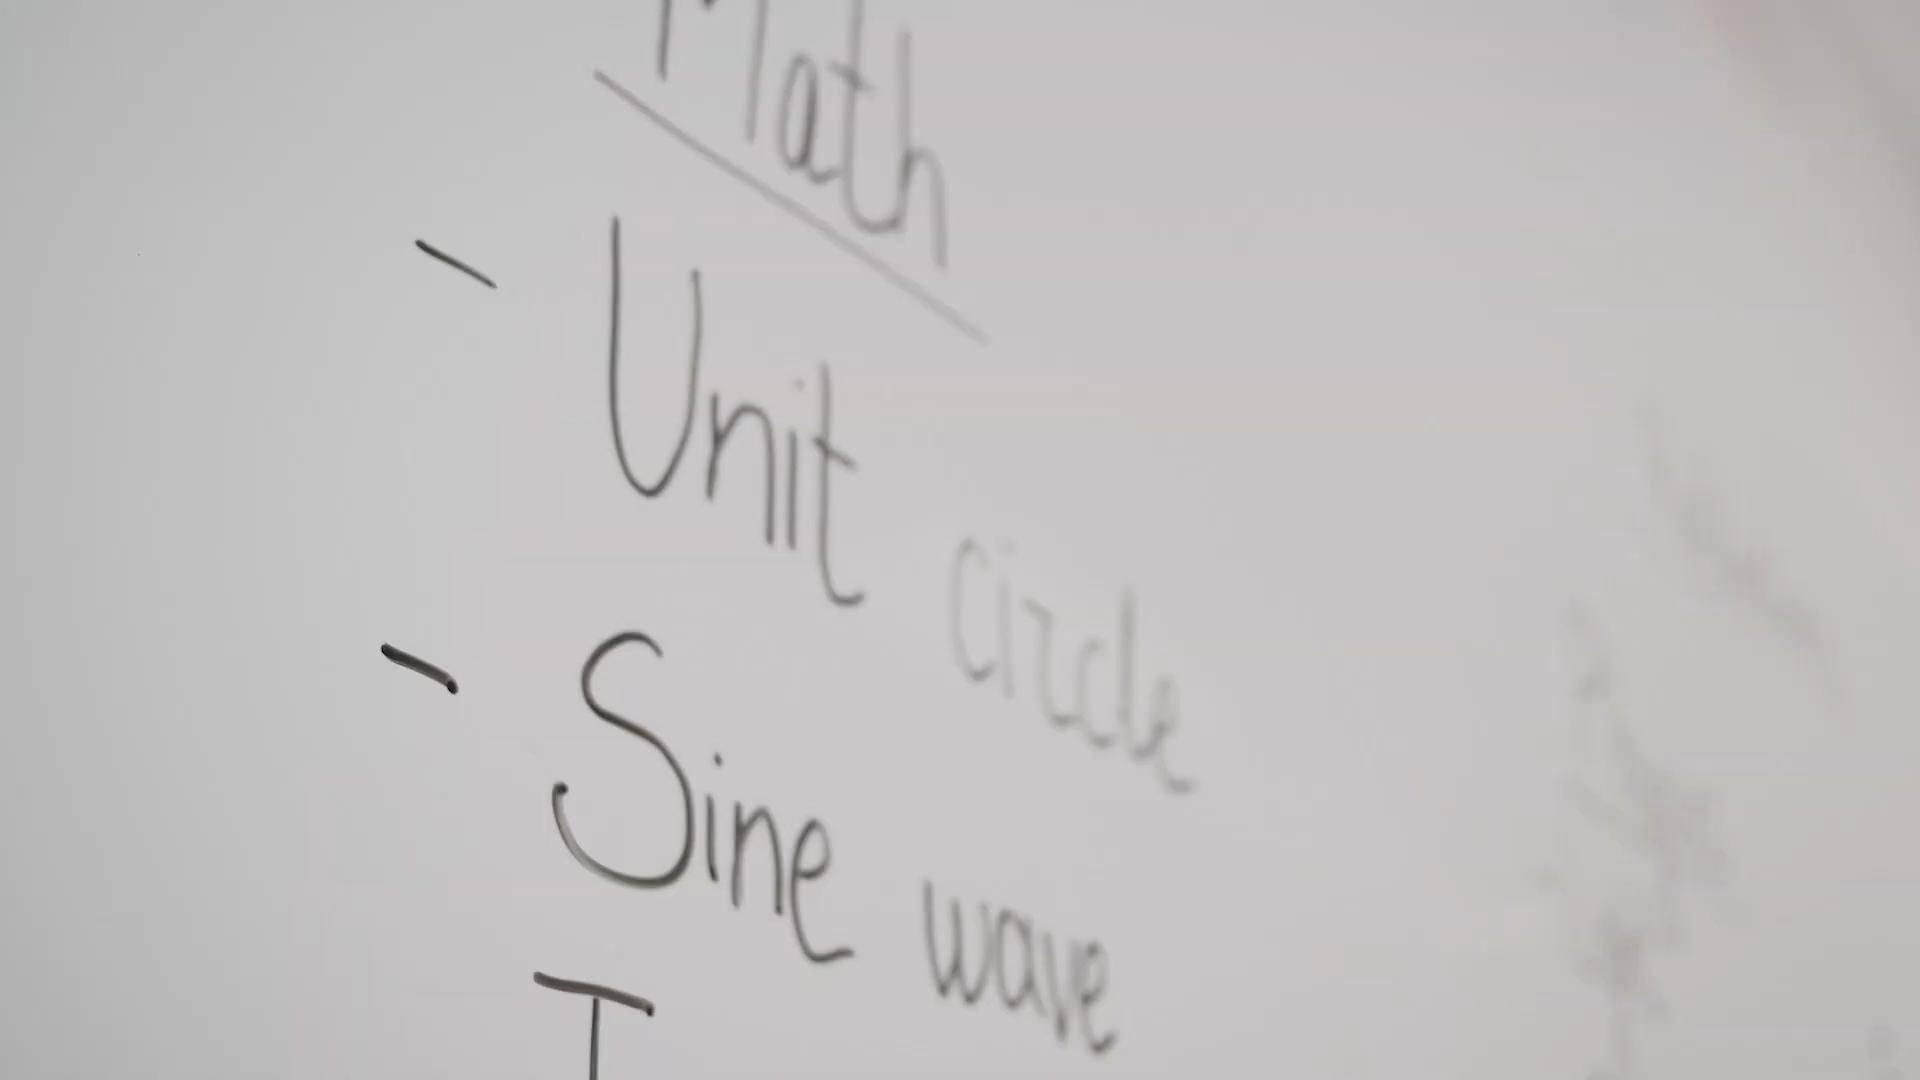 Math
- Unit circle
- Sine wave
T